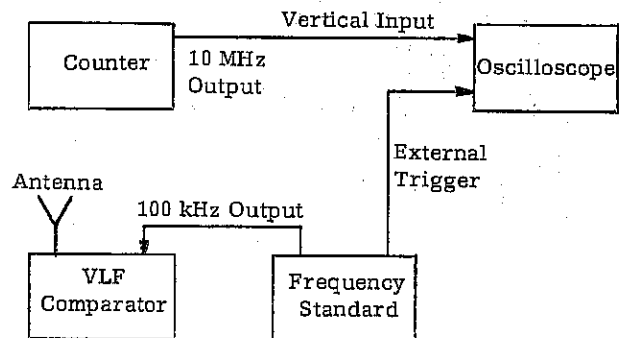 Vertical Input
Counter
10 MHz
Output
Oscilloscope
External
Trigger
Antenna
100 kHz Output
VLF
Comparator
Frequency
Standard